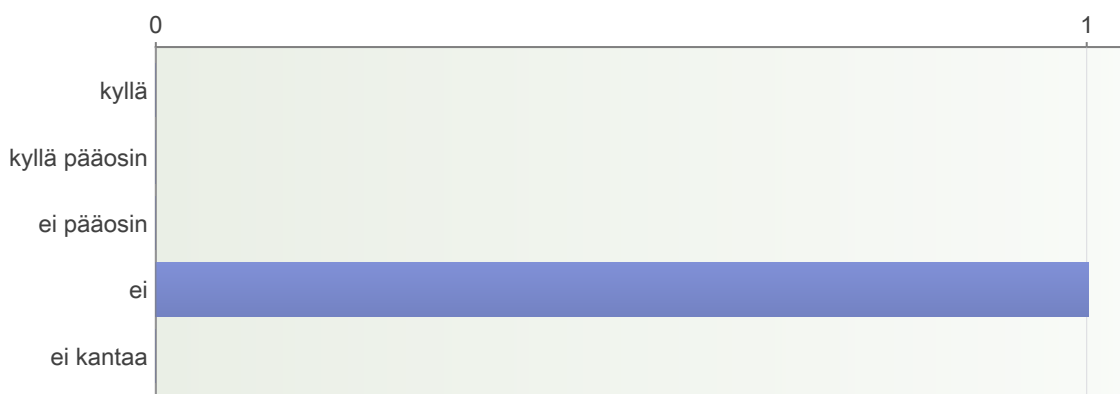 0 1
kyllä
kyllä pääosin
ei pääosin
ei
ei kantaa